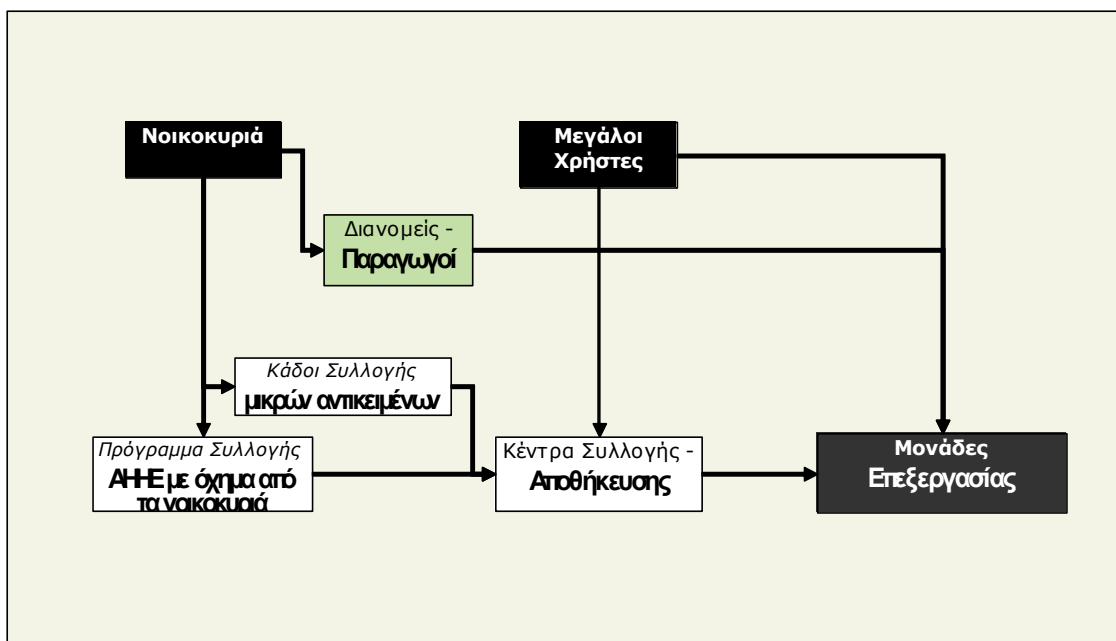 Νοικοκυριά
Μεγάλοι
Χρήστες
Διανομείς -
Παραγωγοί
Κάδοι Συλλογής
μικρών αντικειμένων
Πρόγραμμα Συλλογής
ΑΗΗΕ με όχημα από
τα νοικοκυριά
Κέντρα Συλλογής -
Αποθήκευσης
Μονάδες
Επεξεργασίας